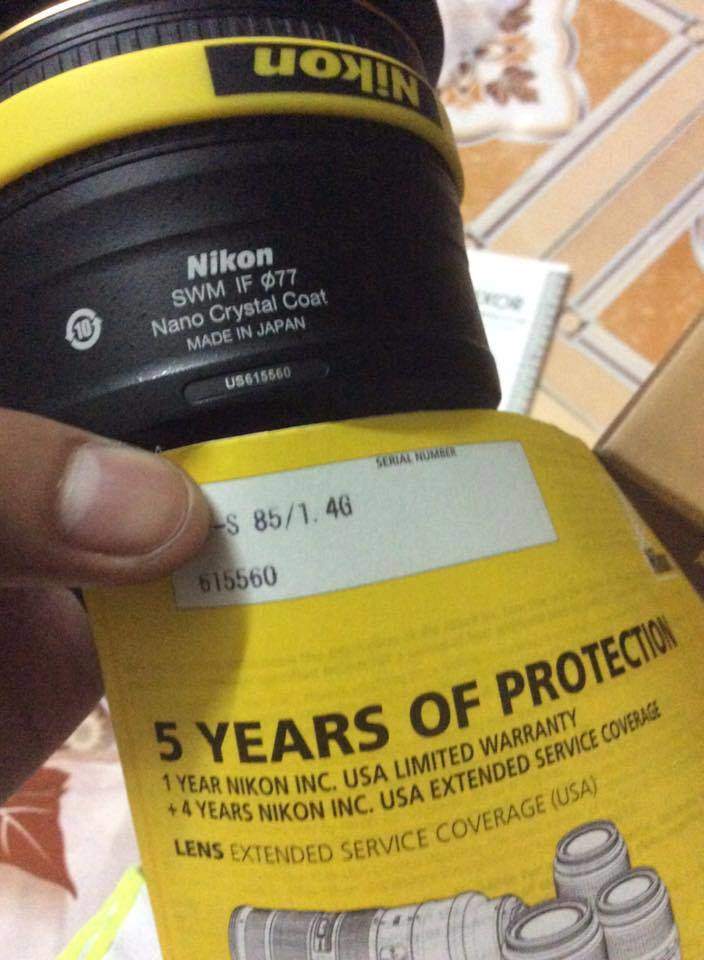 Nikon
Nikon
SWM IF ø77
Nano Crystal Coat
MADE IN JAPAN
10
US615560
SERIAL NUMBER
-S 85/1.4G
615560
5 YEARS OF PROTECTION
1 YEAR NIKON INC. USA LIMITED WARRANTY
+ 4 YEARS NIKON INC. USA EXTENDED SERVICE COVERAGE
LENS EXTENDED SERVICE COVERAGE (USA)